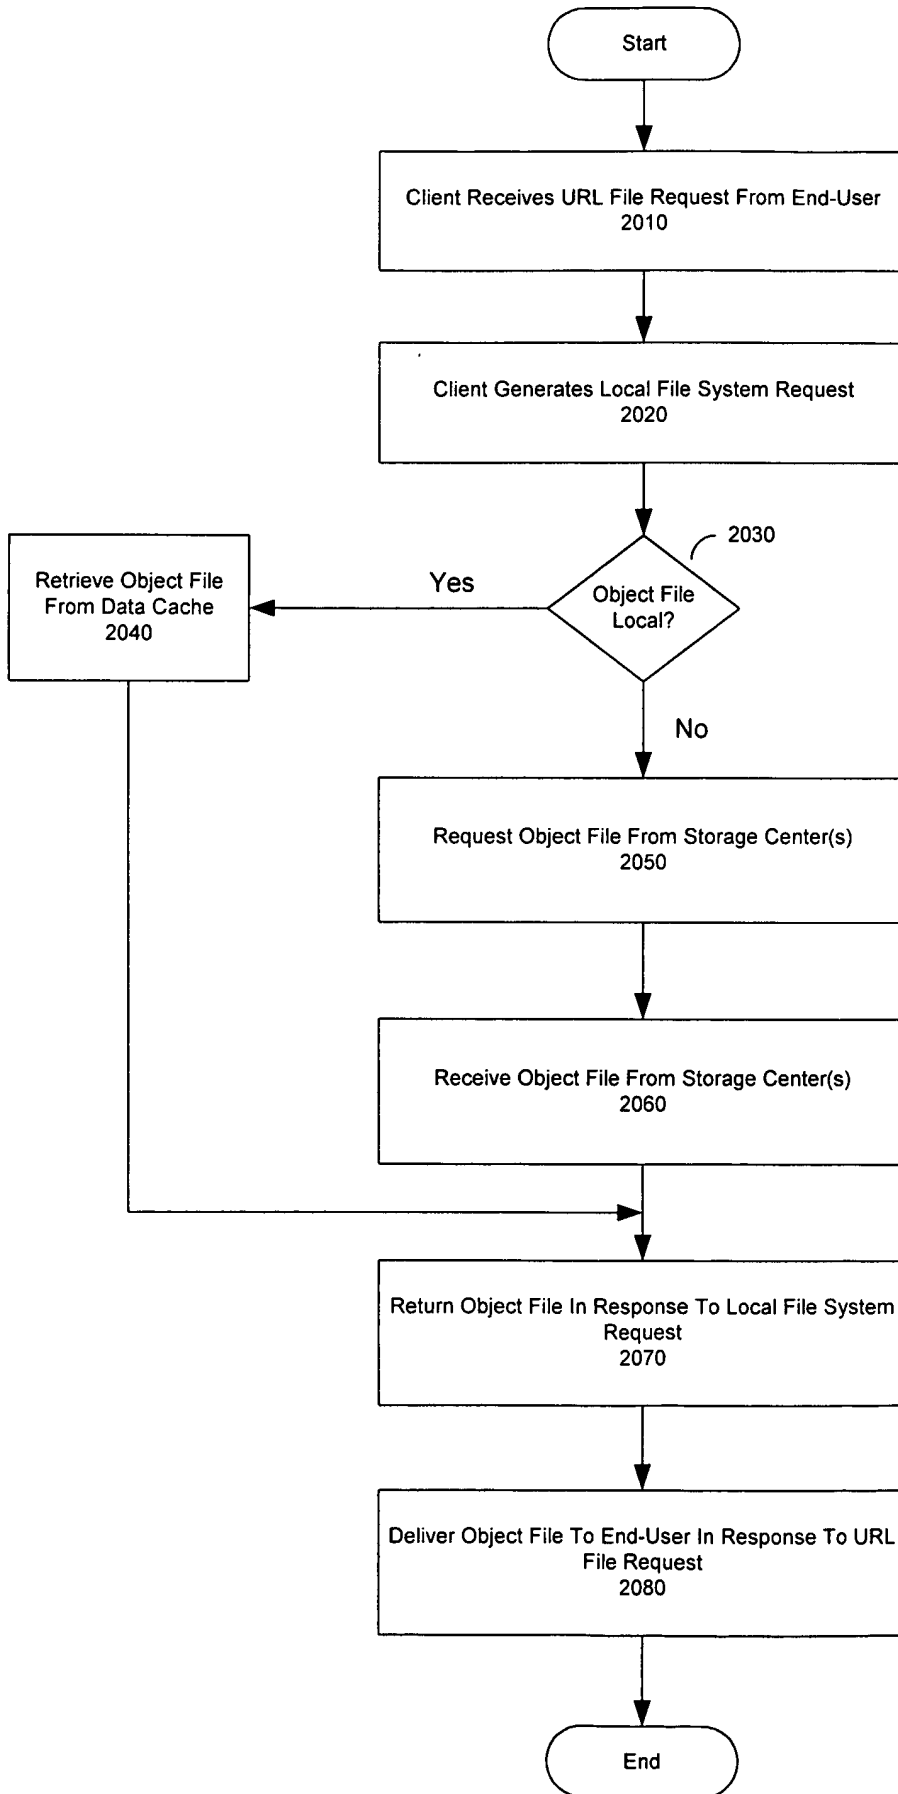 Start
Client Receives URL File Request From End-User
2010
Client Generates Local File System Request
2020
2030
Object File
Local?
Yes
Retrieve Object File
From Data Cache
2040
No
Request Object File From Storage Center(s)
2050
Receive Object File From Storage Center(s)
2060
Return Object File In Response To Local File System
Request
2070
Deliver Object File To End-User In Response To URL
File Request
2080
End